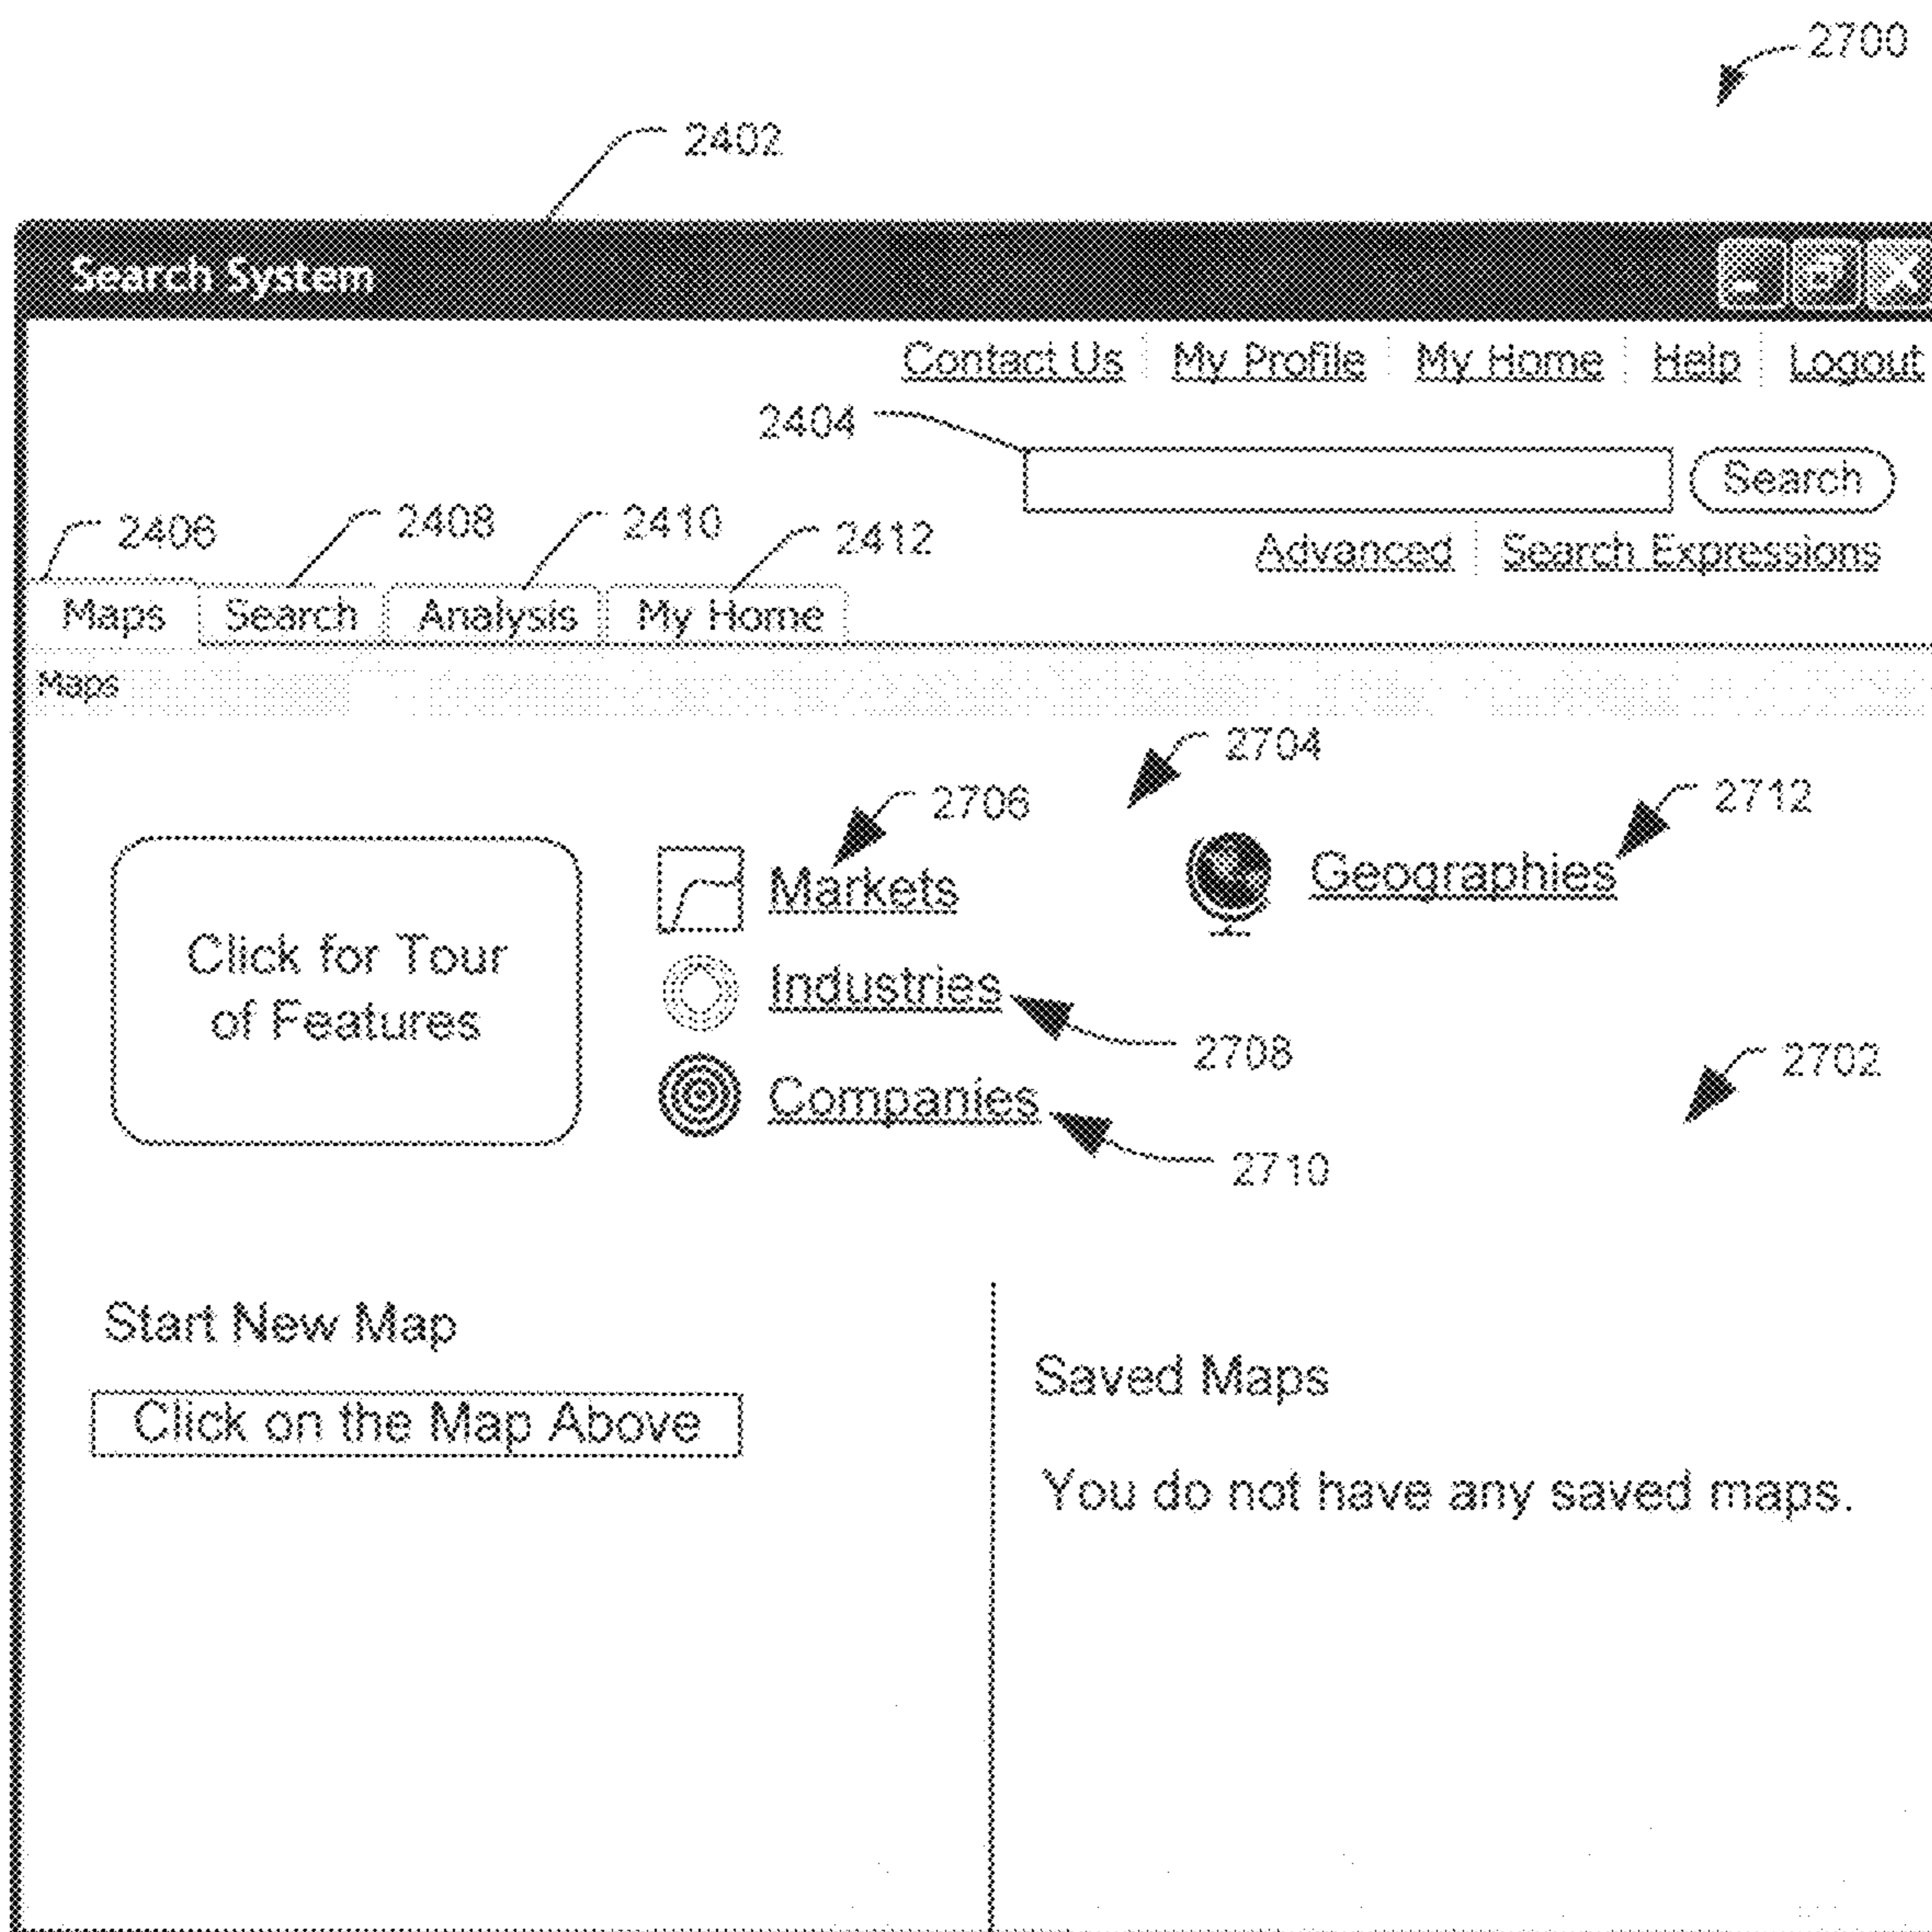 2700
2402
Search System
Contact Us My Profile My Home Help Logout
2404
Search
2406 2408 2410 2412
Advanced Search Expressions
Maps Search Analysis My Home
Maps
2704
2706 2712
Markets Geographies
Click for Tour
of Features
Industries
2708 2702
Companies
2710
Start New Map
Saved Maps
Click on the Map Above
You do not have any saved maps.